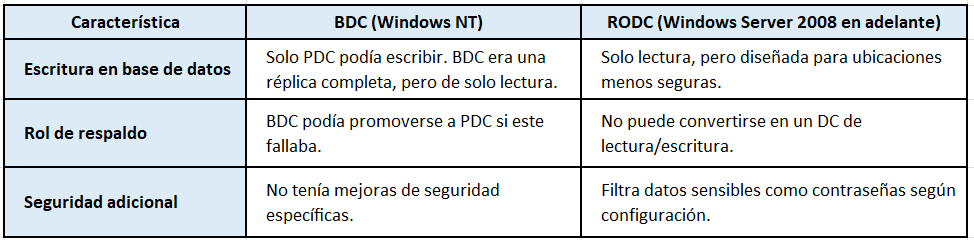 Característica
BDC (Windows NT)
RODC (Windows Server 2008 en adelante)
Escritura en base de datos
Solo PDC podía escribir. BDC era una
réplica completa, pero de solo lectura.
Solo lectura, pero diseñada para ubicaciones
menos seguras.
Rol de respaldo
BDC podía promoverse a PDC si este
fallaba.
No puede convertirse en un DC de
lectura/escritura.
Seguridad adicional
No tenía mejoras de seguridad
específicas.
Filtra datos sensibles como contraseñas según
configuración.